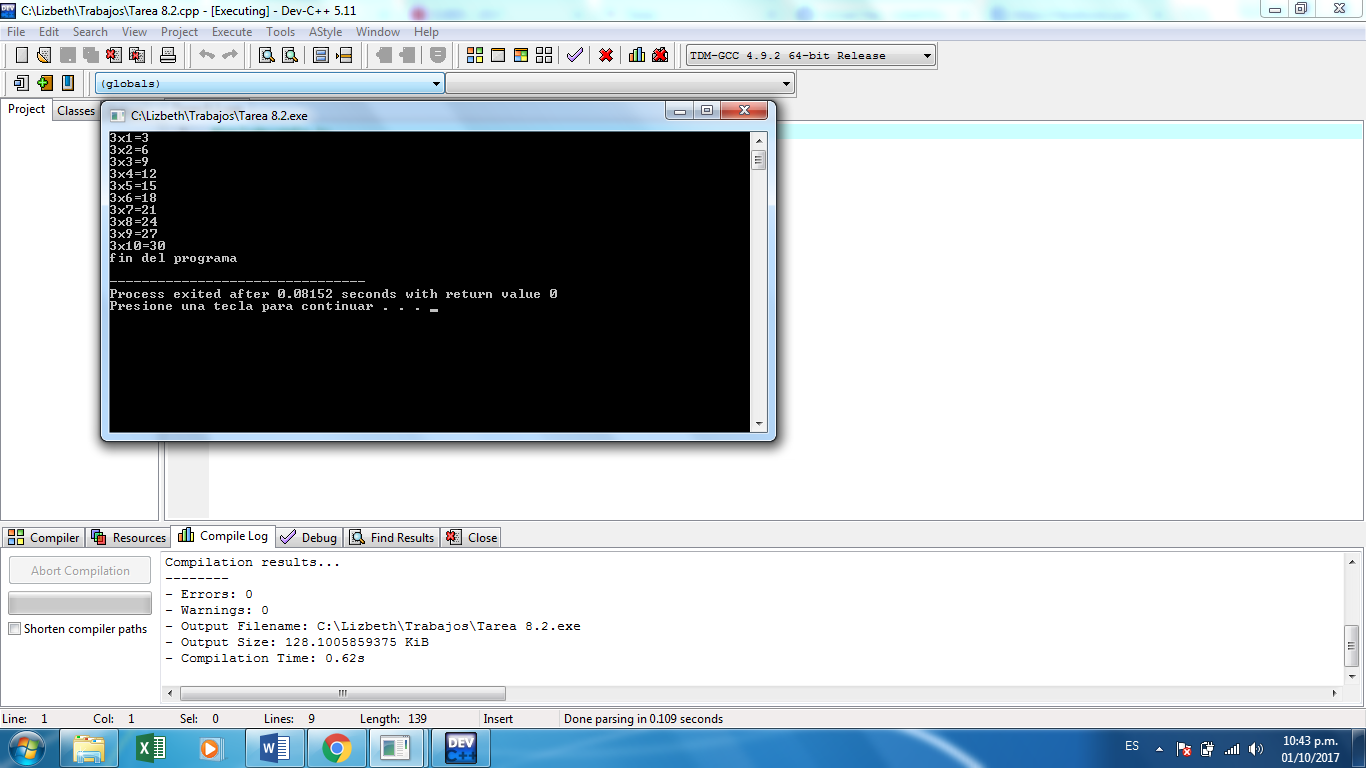 C:\Lizbeth\Trabajos\Tarea 8.2.cpp - [Executing] - Dev-C++ 5.11
File Edit Search View Project Execute Tools AStyle Window Help
TDM-GCC 4.9.2 64-bit Release
(globals)
Project Classes
C:\Lizbeth\Trabajos\Tarea 8.2.exe
3x1=3
3x2=6
3x3=9
3x4=12
3x5=15
3x6=18
3x7=21
3x8=24
3x9=27
3x10=30
fin del programa
--------------------------------
Process exited after 0.08152 seconds with return value 0
Presione una tecla para continuar . . . _
Compiler Resources Compile Log Debug Find Results Close
Abort Compilation
Shorten compiler paths
Compilation results...
--------
- Errors: 0
- Warnings: 0
- Output Filename: C:\Lizbeth\Trabajos\Tarea 8.2.exe
- Output Size: 128.1005859375 KiB
- Compilation Time: 0.62s
Line: 1 Col: 1 Sel: 0 Lines: 9 Length: 139 Insert Done parsing in 0.109 seconds
DEV C++
ES
10:43 p.m.
01/10/2017